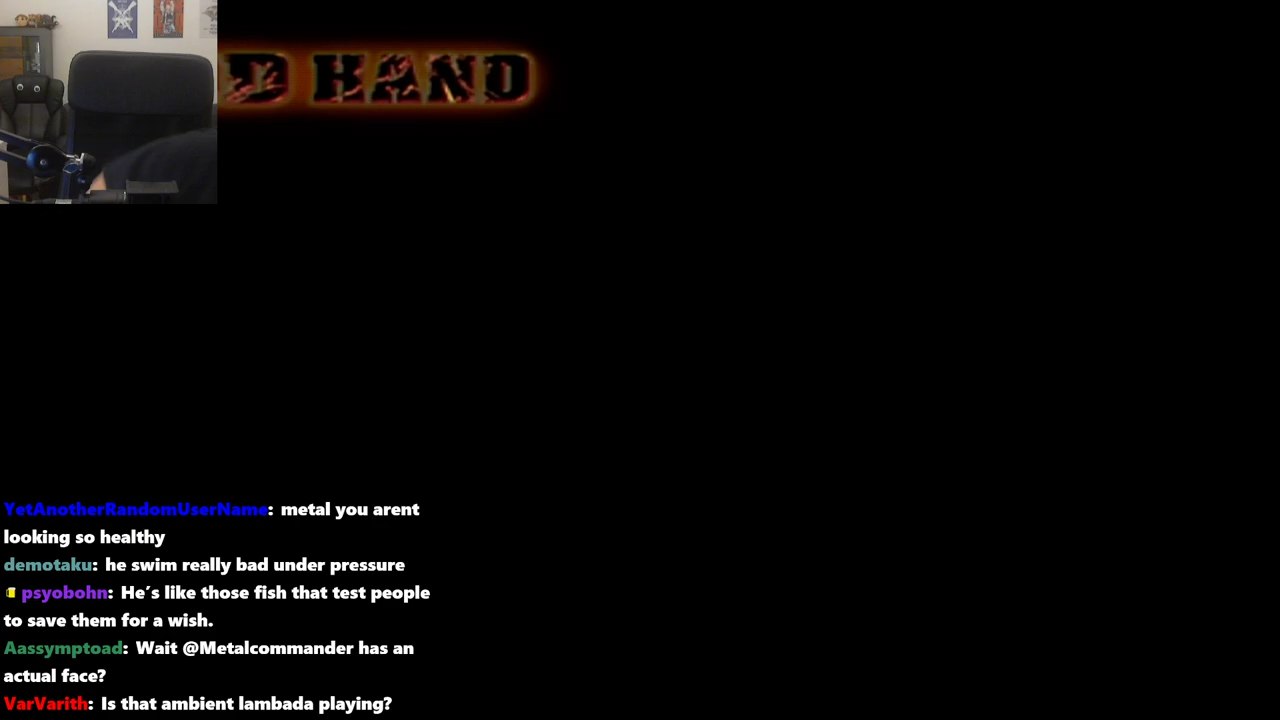 D HAND
YetAnotherRandomUserName: metal you arent
looking so healthy
demotaku: he swim really bad under pressure
psyobohn: He's like those fish that test people
to save them for a wish.
Aassymptoad: Wait @Metalcommander has an
actual face?
VarVarith: Is that ambient lambada playing?